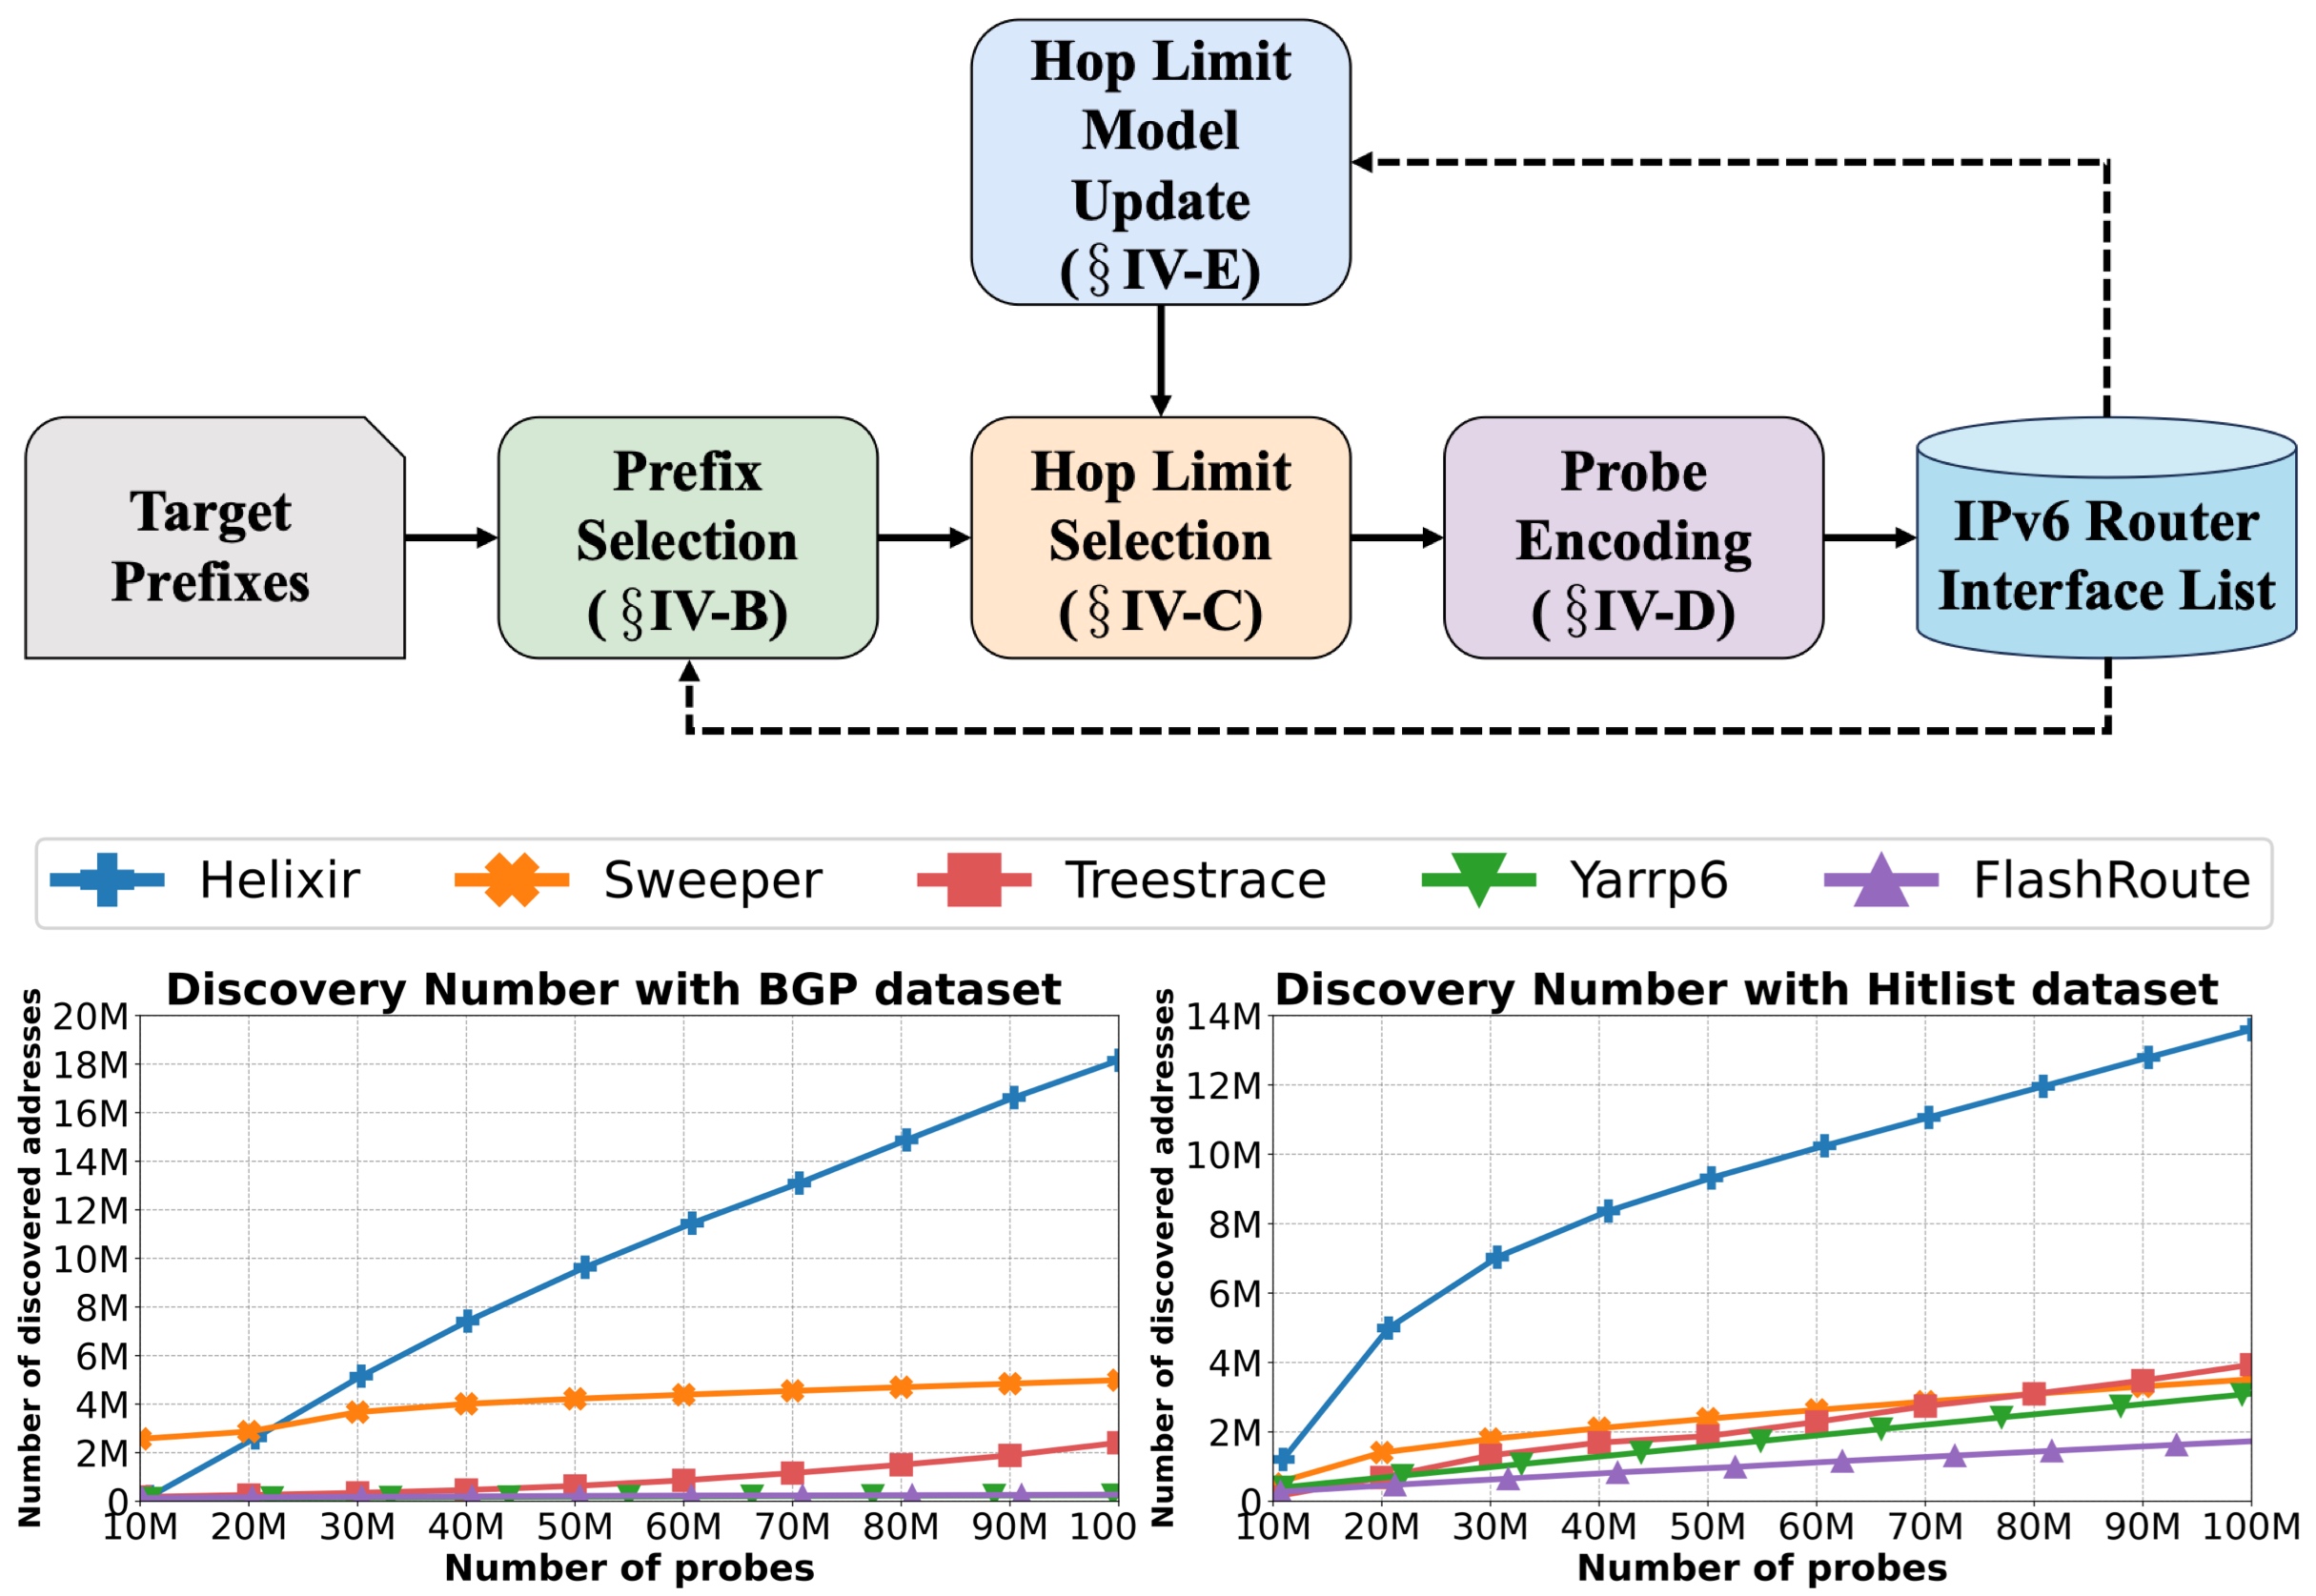 Hop Limit
Model
Update
(§IV-E)
Target
Prefixes
Prefix
Selection
(§IV-B)
Hop Limit
Selection
(§IV-C)
Probe
Encoding
(§IV-D)
IPv6 Router
Interface List
Helixir
Sweeper
Treestrace
Yarrp6
FlashRoute
Discovery Number with BGP dataset
Number of discovered addresses
20M
18M
16M
14M
12M
10M
8M
6M
4M
2M
0
10M 20M 30M 40M 50M 60M 70M 80M 90M 100
Number of probes
Discovery Number with Hitlist dataset
Number of discovered addresses
14M
12M
10M
8M
6M
4M
2M
0
10M 20M 30M 40M 50M 60M 70M 80M 90M 100M
Number of probes